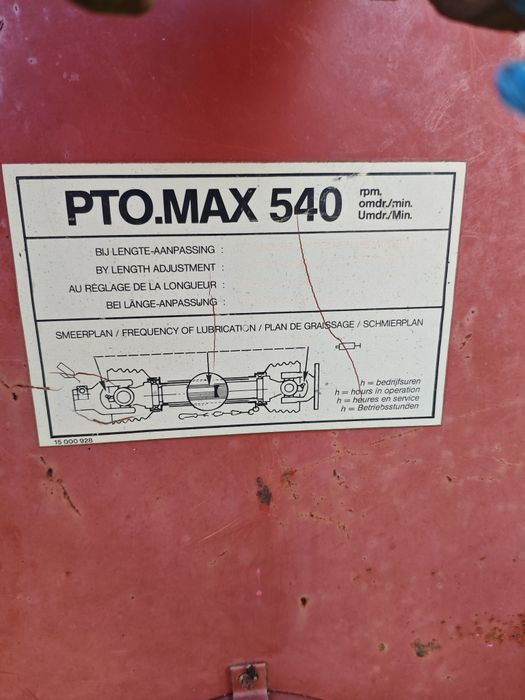 PTO.MAX 540 rpm,
omdr./min.
Umdr./Min.
BIJ LENGTE-AANPASSING :
BY LENGTH ADJUSTMENT :
AU RÉGLAGE DE LA LONGUEUR :
BEI LÄNGE-ANPASSUNG :
SMEERPLAN / FREQUENCY OF LUBRICATION / PLAN DE GRAISSAGE / SCHMIERPLAN
h = bedrijfsuren
h = hours in operation
h = heures en service
h = Betriebsstunden
15 000 928